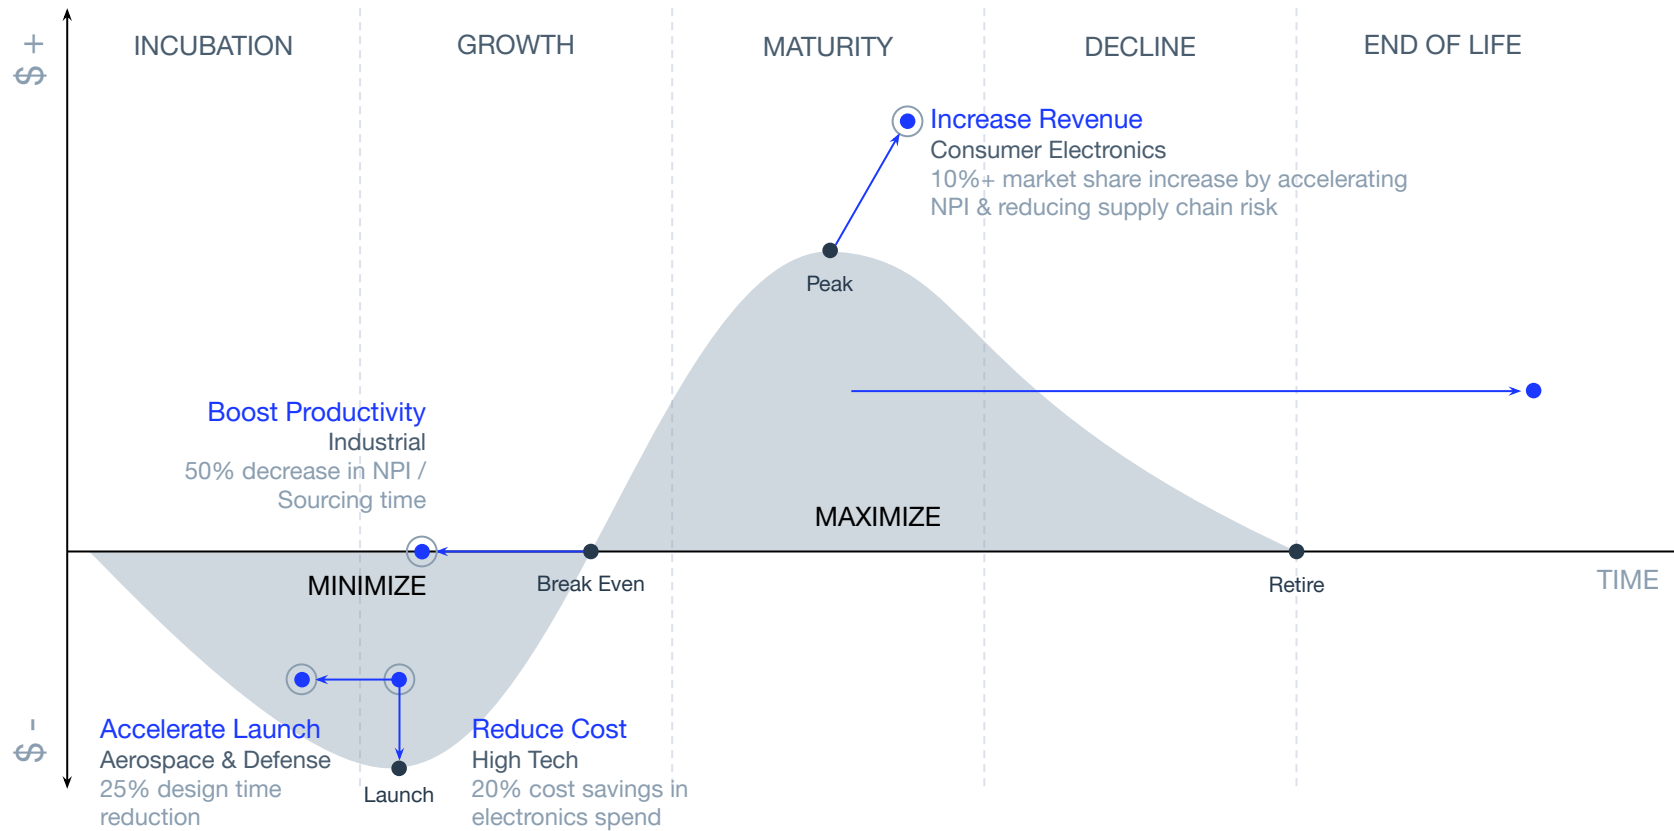 $ +
INCUBATION
GROWTH
MATURITY
DECLINE
END OF LIFE
Increase Revenue
Consumer Electronics
10%+ market share increase by accelerating
NPI & reducing supply chain risk
Peak
Boost Productivity
Industrial
50% decrease in NPI /
Sourcing time
MAXIMIZE
MINIMIZE
Break Even
Retire
TIME
$ -
Accelerate Launch
Aerospace & Defense
25% design time
reduction
Launch
Reduce Cost
High Tech
20% cost savings in
electronics spend